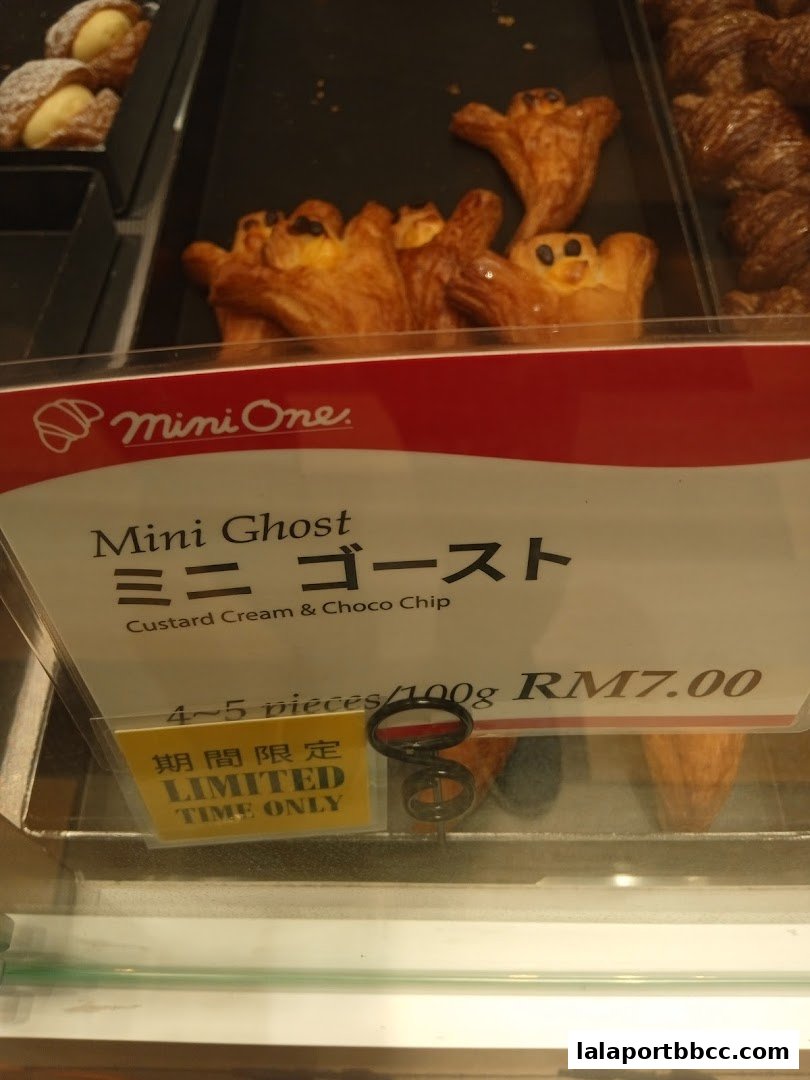 mini One.
Mini Ghost
ミニ ゴースト
Custard Cream & Choco Chip
4~5 pieces/100g RM7.00
期間限定
LIMITED
TIME ONLY
lalaportbbcc.com